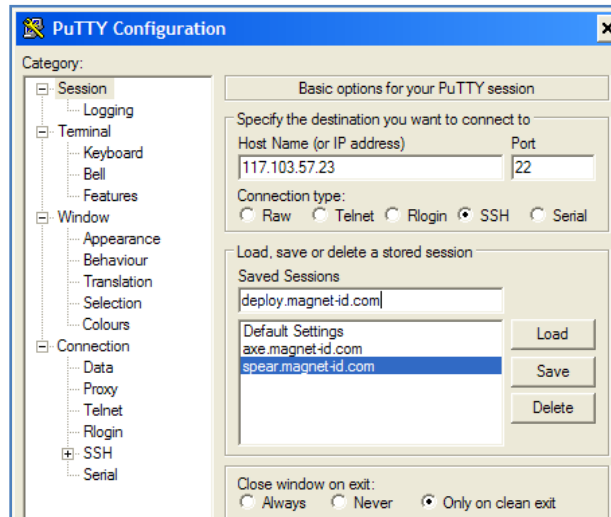 PuTTY Configuration
Category:
Session
Logging
Terminal
Keyboard
Bell
Features
Window
Appearance
Behaviour
Translation
Selection
Colours
Connection
Data
Proxy
Telnet
Rlogin
SSH
Serial
Basic options for your PuTTY session
Specify the destination you want to connect to
Host Name (or IP address) Port
117.103.57.23 22
Connection type:
Raw Telnet Rlogin SSH Serial
Load, save or delete a stored session
Saved Sessions
deploy.magnet-id.com
Default Settings
axe.magnet-id.com
spear.magnet-id.com
Load
Save
Delete
Close window on exit:
Always Never Only on clean exit